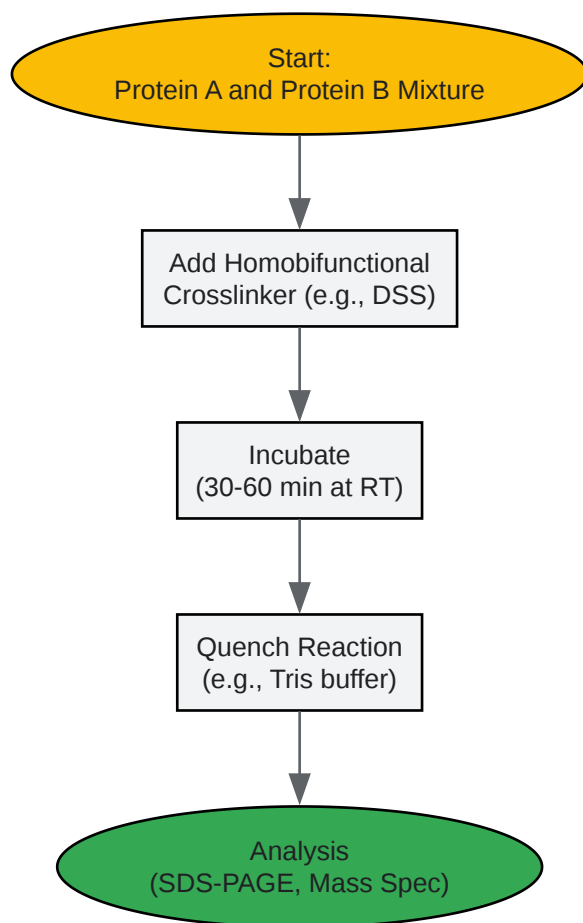 Start:
Protein A and Protein B Mixture
Add Homobifunctional
Crosslinker (e.g., DSS)
Incubate
(30-60 min at RT)
Quench Reaction
(e.g., Tris buffer)
Analysis
(SDS-PAGE, Mass Spec)